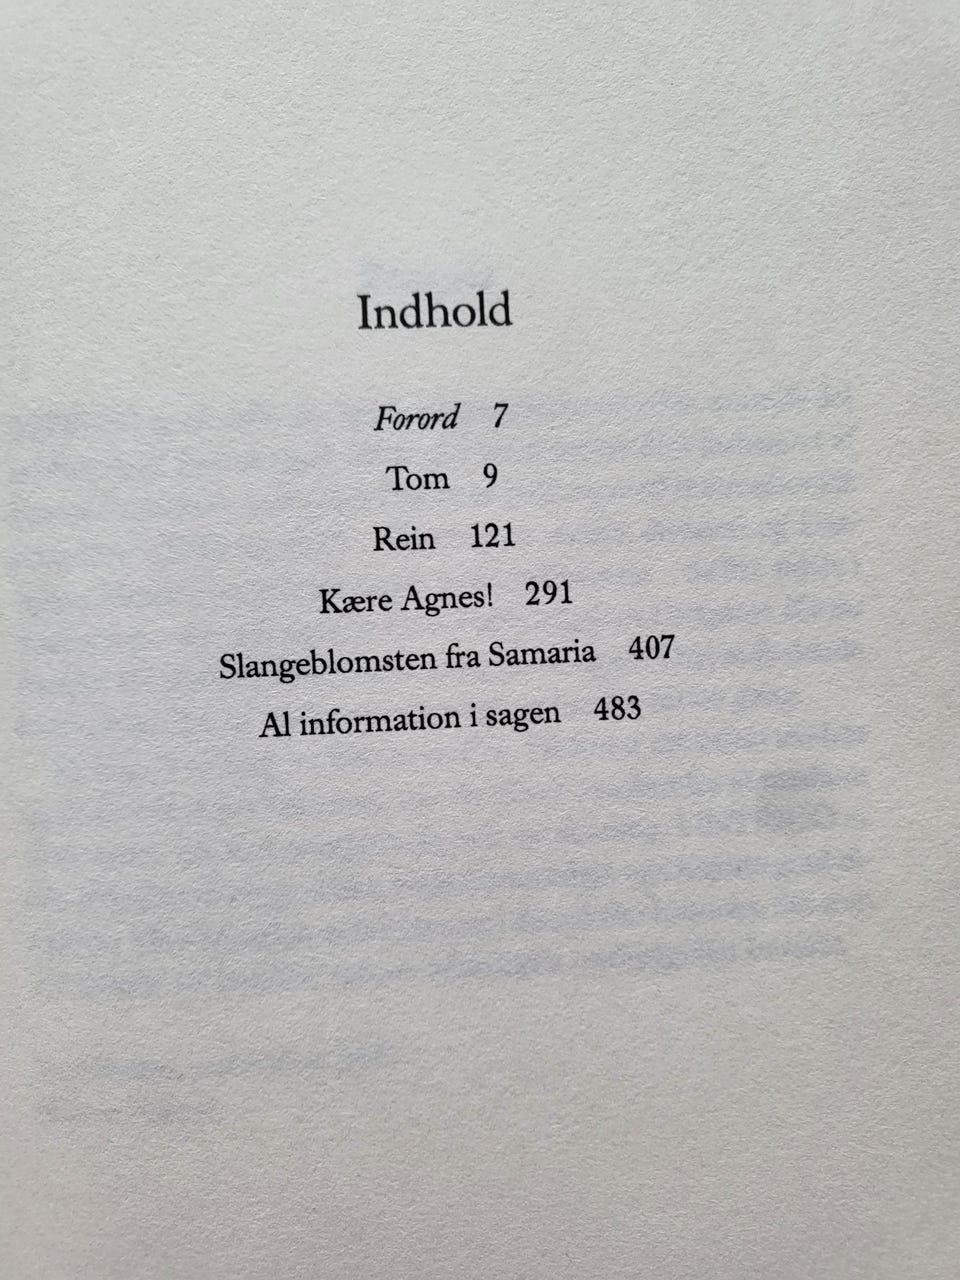 Indhold
Forord 7
Tom 9
Rein 121
Kære Agnes! 291
Slangeblomsten fra Samaria 407
Al information i sagen 483